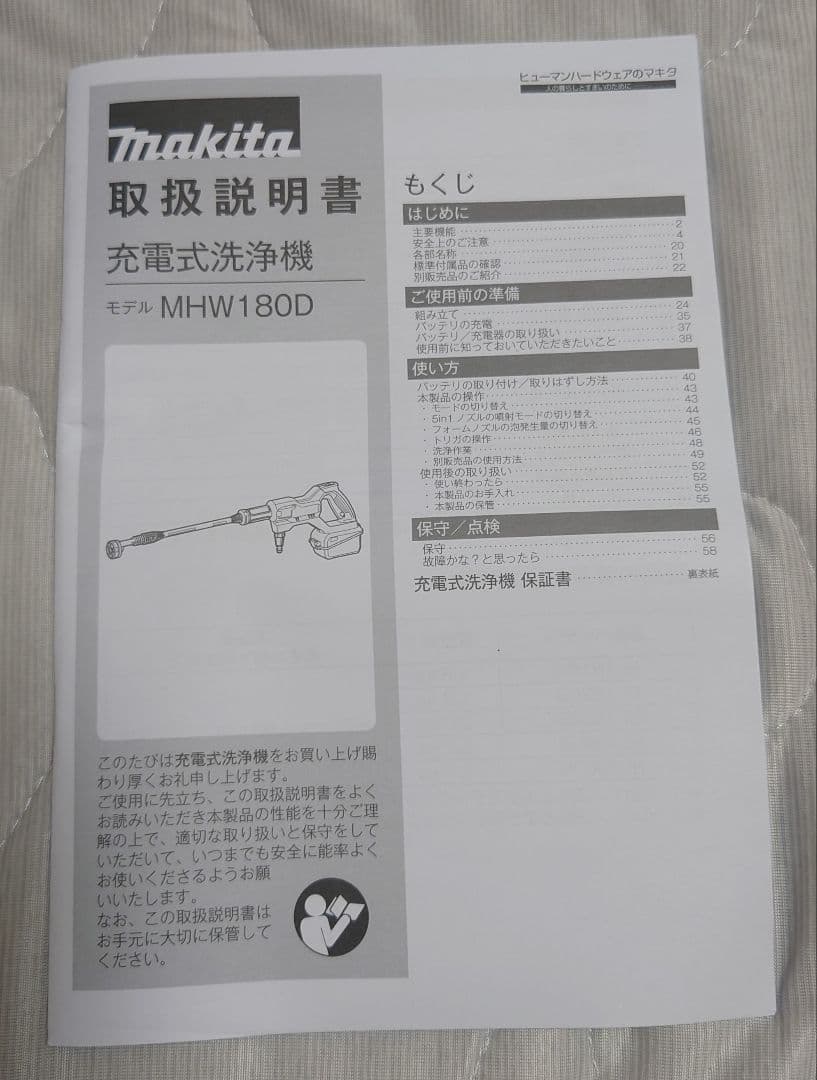 makita
取扱説明書
充電式洗浄機
モデル MHW180D
このたびは充電式洗浄機をお買い上げ賜
わり厚くお礼申し上げます。
ご使用に先立ち、この取扱説明書をよく
お読みいただき本製品の性能を十分ご理
解の上で、適切な取り扱いと保守をして
いただいて、いつまでも安全に能率よく
お使いくださるようお願
いいたします。
なお、この取扱説明書は
お手元に大切に保管して
ください。
ヒューマンハードウェアのマキタ
人の暮らしと住まいのために
もくじ
はじめに
主要機能 2
安全上のご注意 4
各部名称 20
標準付属品の確認 21
別販売品のご紹介 22
ご使用前の準備
組み立て 24
バッテリの充電 35
バッテリ／充電器の取り扱い 37
使用前に知っておいていただきたいこと 38
使い方
バッテリの取り付け／取りはずし方法 40
本製品の操作 43
・ モードの切り替え 43
・ 5in1 ノズルの噴射モードの切り替え 44
・ フォームノズルの泡発生量の切り替え 45
・ トリガの操作 46
・ 洗浄作業 48
・ 別販売品の使用方法 49
使用後の取り扱い 52
・ 使い終わったら 52
・ 本製品のお手入れ 55
・ 本製品の保管 55
保守／点検
保守 56
故障かな？と思ったら 58
充電式洗浄機 保証書 裏表紙